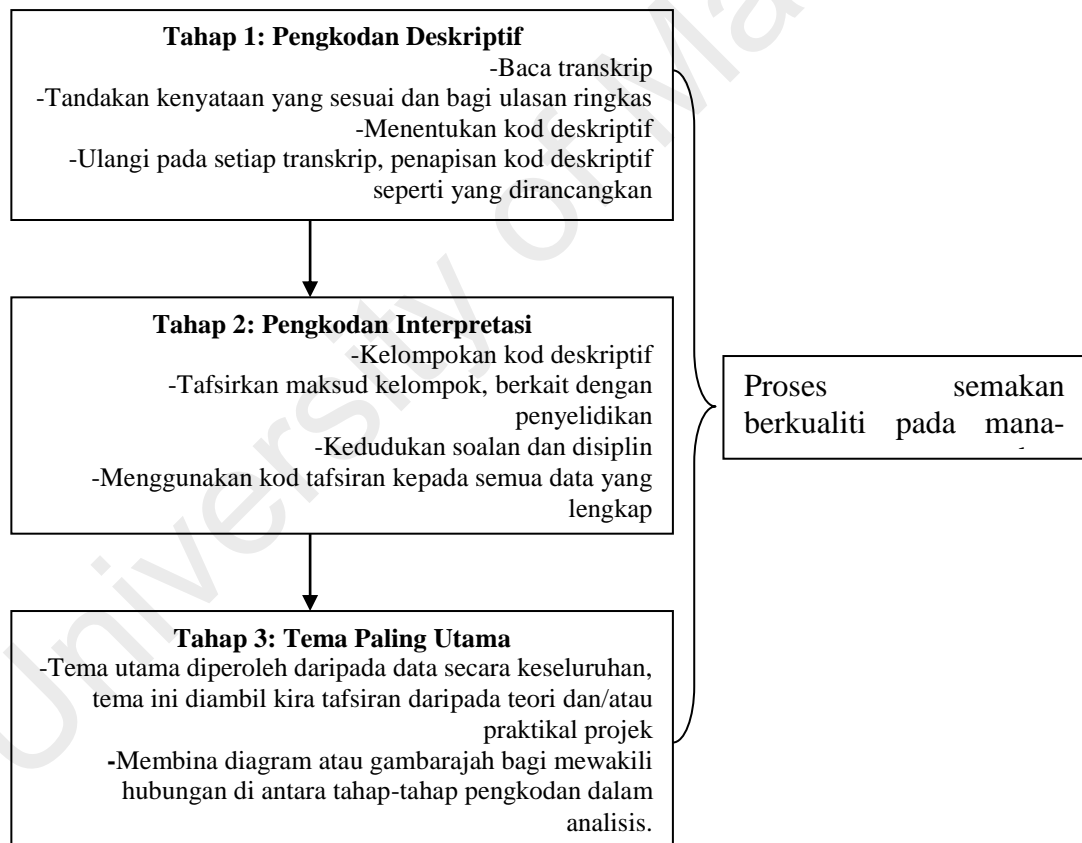 Tahap 1: Pengkodan Deskriptif
-Baca transkrip
-Tandakan kenyataan yang sesuai dan bagi ulasan ringkas
-Menentukan kod deskriptif
-Ulangi pada setiap transkrip, penapisan kod deskriptif
seperti yang dirancangkan
Tahap 2: Pengkodan Interpretasi
-Kelompokan kod deskriptif
-Tafsirkan maksud kelompok, berkait dengan
penyelidikan
-Kedudukan soalan dan disiplin
-Menggunakan kod tafsiran kepada semua data yang
lengkap
Tahap 3: Tema Paling Utama
-Tema utama diperoleh daripada data secara keseluruhan,
tema ini diambil kira tafsiran daripada teori dan/atau
praktikal projek
-Membina diagram atau gambarajah bagi mewakili
hubungan di antara tahap-tahap pengkodan dalam
analisis.
Proses semakan
berkualiti pada mana-
University of Ma